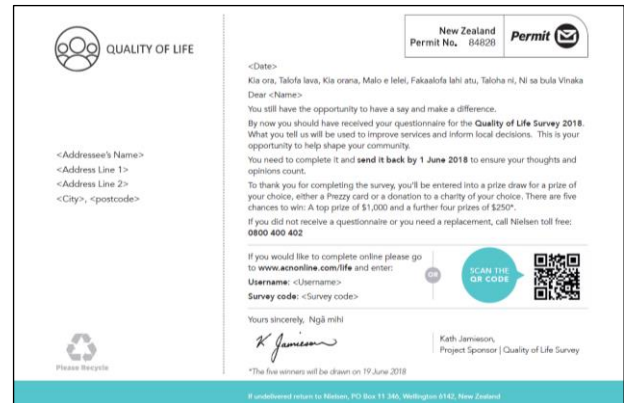 QUALITY OF LIFE
New Zealand
Permit No. 84828
Permit
<Date>
Kia ora, Talofa lava, Kia orana, Malo e lelei, Fakaalofa lahi atu, Taloha ni, Ni sa bula Vinaka
Dear <Name>
You still have the opportunity to have a say and make a difference.
By now you should have received your questionnaire for the Quality of Life Survey 2018.
What you tell us will be used to improve services and inform local decisions. This is your
opportunity to help shape your community.
You need to complete it and send it back by 1 June 2018 to ensure your thoughts and
opinions count.
To thank you for completing the survey, you'll be entered into a prize draw for a prize of
your choice, either a Prezzy card or a donation to a charity of your choice. There are five
chances to win: A top prize of $1,000 and a further four prizes of $250*.
If you did not receive a questionnaire or you need a replacement, call Nielsen toll free:
0800 400 402
<Addressee's Name>
<Address Line 1>
<Address Line 2>
<City>, <postcode>
If you would like to complete online please go
to www.acnonline.com/life and enter:
Username: <Username>
Survey code: <Survey code>
OR
SCAN THE
QR CODE
Yours sincerely, Ngā mihi
K Jamieson
Kath Jamieson,
Project Sponsor | Quality of Life Survey
*The five winners will be drawn on 19 June 2018
Please Recycle
If undelivered return to Nielsen, PO Box 11 346, Wellington 6142, New Zealand